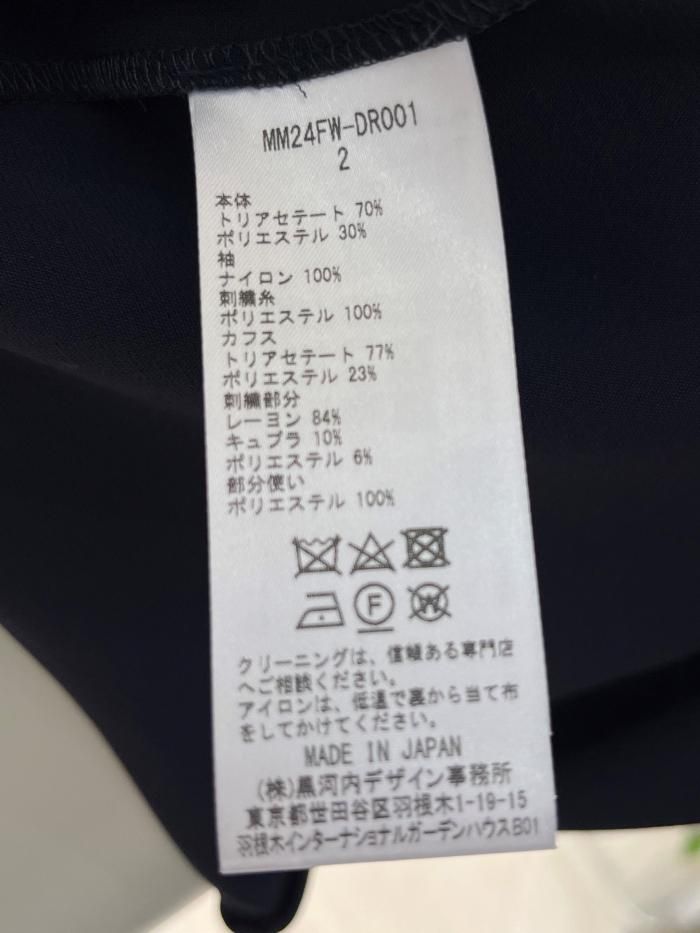 MM24FW-DR001
2
本体
トリアセテート 70%
ポリエステル 30%
袖
ナイロン 100%
刺繍糸
ポリエステル 100%
カフス
トリアセテート 77%
ポリエステル 23%
刺繍部分
レーヨン 84%
キュプラ 10%
ポリエステル 6%
部分使い
ポリエステル 100%
F
W
クリーニングは、信頼ある専門店
へご相談ください。
アイロンは、低温で裏から当て布
をしてかけてください。
MADE IN JAPAN
(株)黒河内デザイン事務所
東京都世田谷区羽根木1-19-15
羽根木インターナショナルガーデンハウスB01